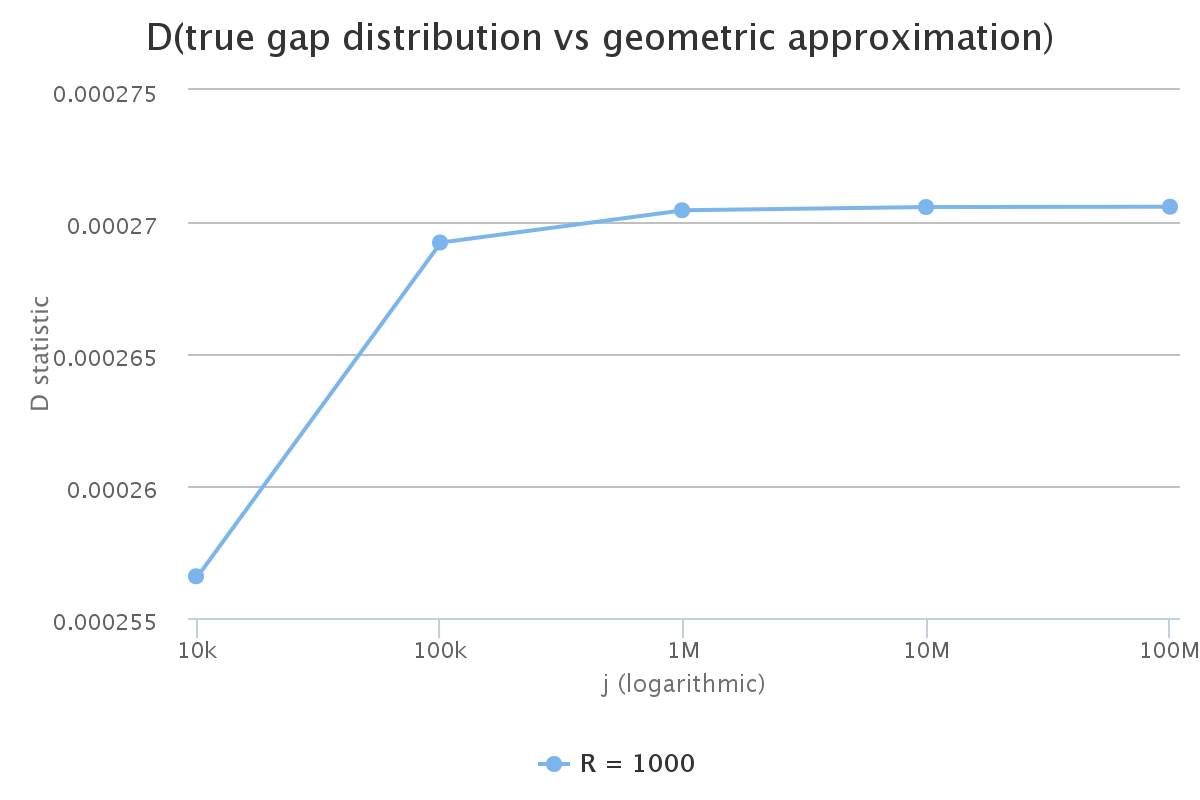 D(true gap distribution vs geometric approximation)
0.000275
0.00027
0.000265
0.00026
0.000255
D statistic
10k
100k
1M
10M
100M
j (logarithmic)
R = 1000